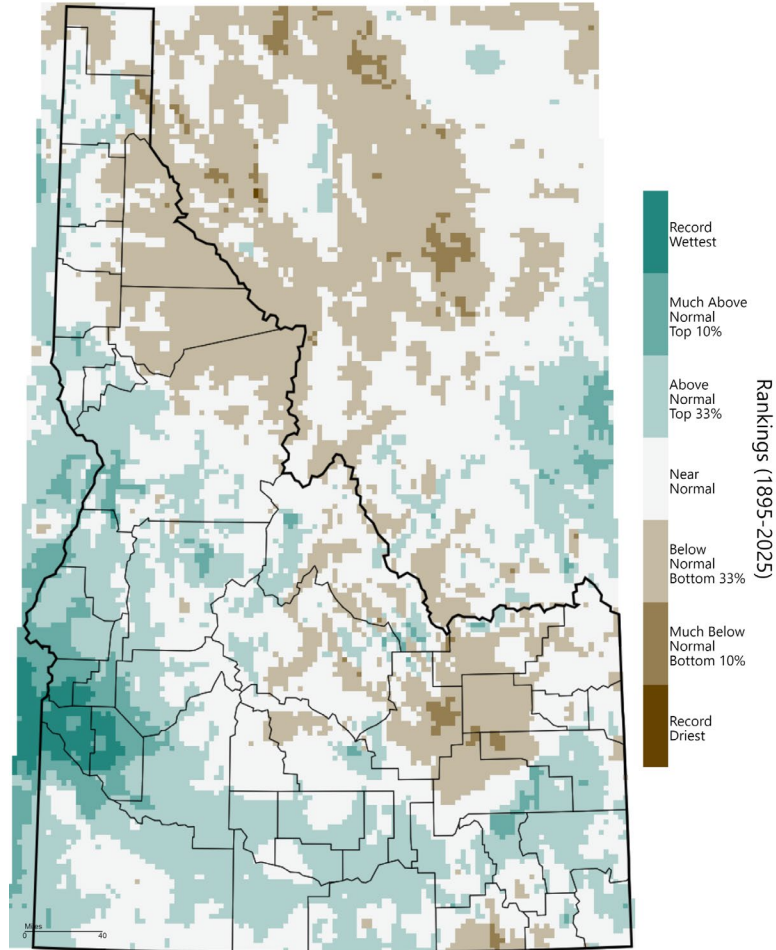 Record
Wettest
Much Above
Normal
Top 10%
Above
Normal
Top 33%
Near
Normal
Below
Normal
Bottom 33%
Much Below
Normal
Bottom 10%
Record
Driest
Rankings (1895-2025)
Miles
0 40